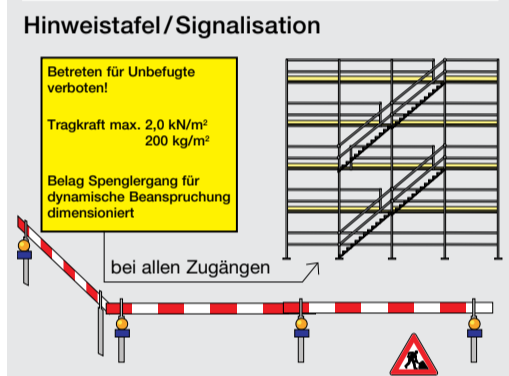 Hinweistafel/Signalisation
Betreten für Unbefugte
verboten!
Tragkraft max. 2,0 kN/m²
200 kg/m²
Belag Spenglergang für
dynamische Beanspruchung
dimensioniert
bei allen Zugängen